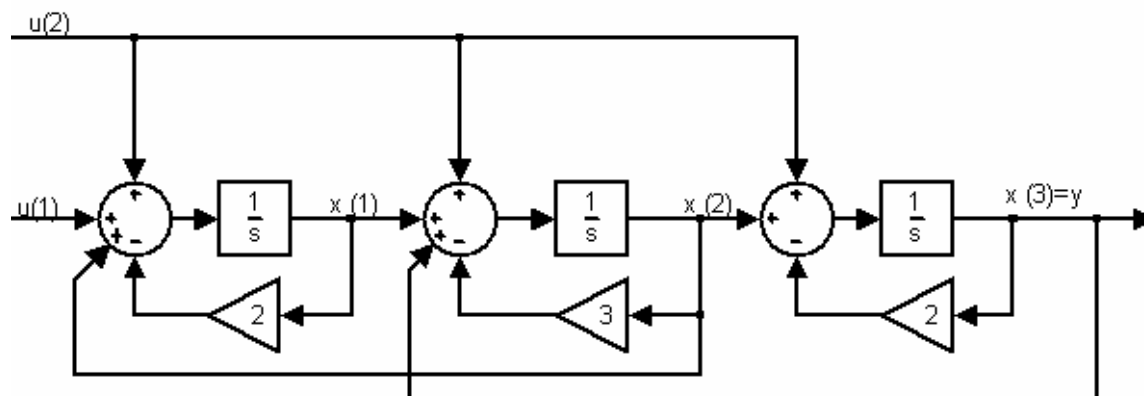 u(2)
+ + +
u(1) + + - 1/s x (1) + + - 1/s x (2) + - 1/s x (3)=y
2 3 2